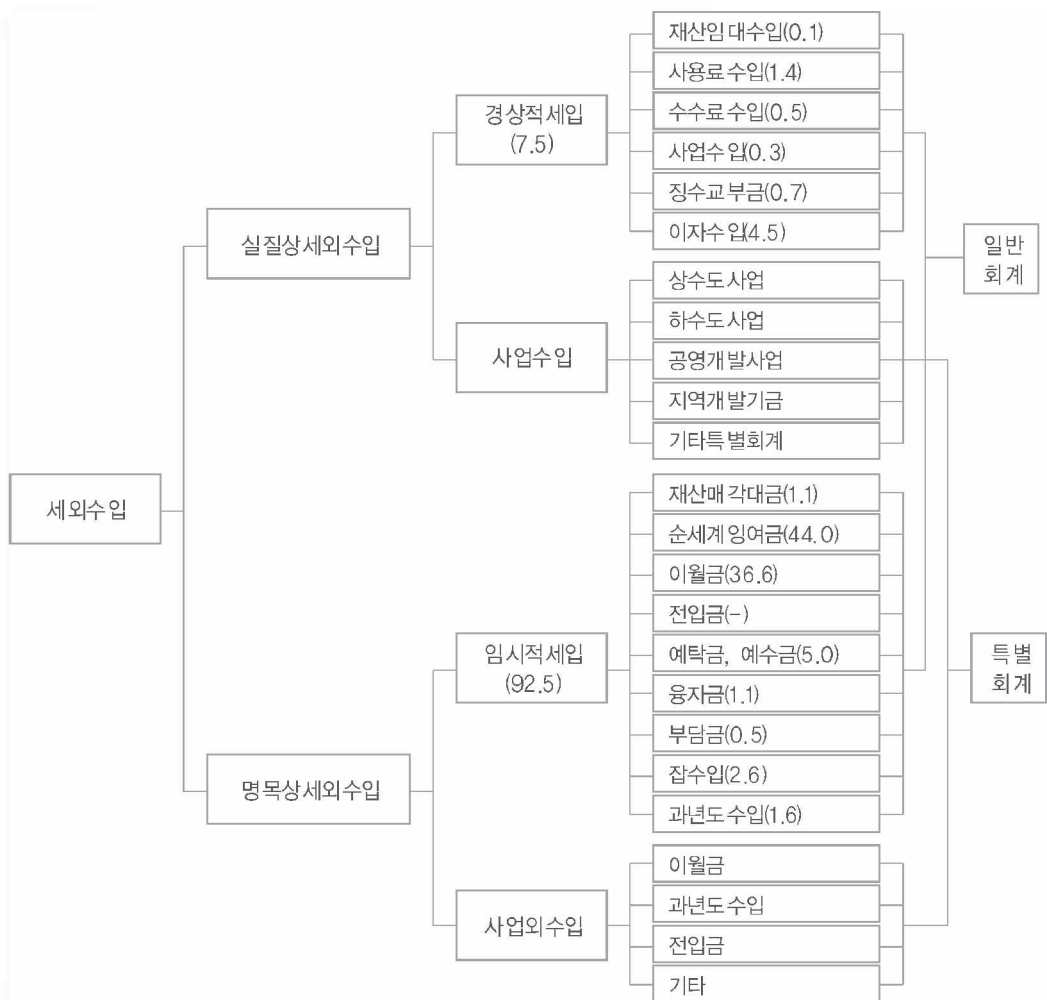 재산임대수입(0.1)
사용료수입(1.4)
경상적세입
(7.5)
수수료수입(0.5)
사업수입(0.3)
징수교부금(0.7)
이자수입(4.5)
실질상세외수입
일반
회계
상수도사업
하수도사업
사업수입
공영개발사업
지역개발기금
기타특별회계
세외수입
재산매각대금(1.1)
순세계잉여금(44.0)
이월금(36.6)
전입금(-)
임시적세입
(92.5)
예탁금, 예수금(5.0)
융자금(1.1)
부담금(0.5)
잡수입(2.6)
과년도수입(1.6)
특별
회계
명목상세외수입
이월금
과년도수입
사업외수입
전입금
기타